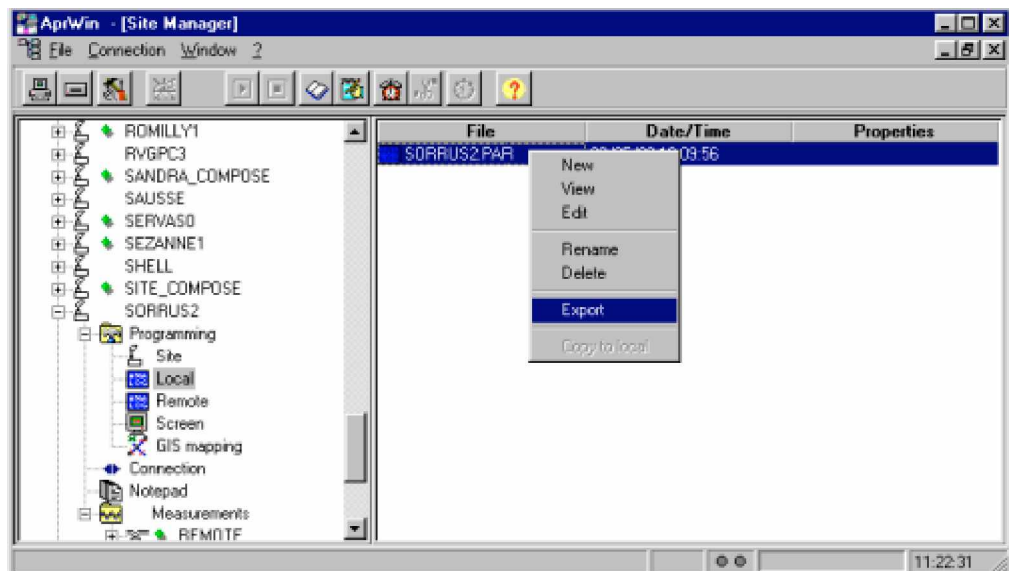 AprWin - [Site Manager]
File Connection Window ?
File Date/Time Properties
ROMILLY1
RVGPC3
SANDRA_COMPOSE
SAUSSE
SERVAS0
SEZANNE1
SHELL
SITE_COMPOSE
SORRUS2
Programming
Site
Local
Remote
Screen
GIS mapping
Connection
Notepad
Measurements
REMOTE
SORRUS2.PAR
09:56
New
View
Edit
Rename
Delete
Export
Copy to local
11:22:31